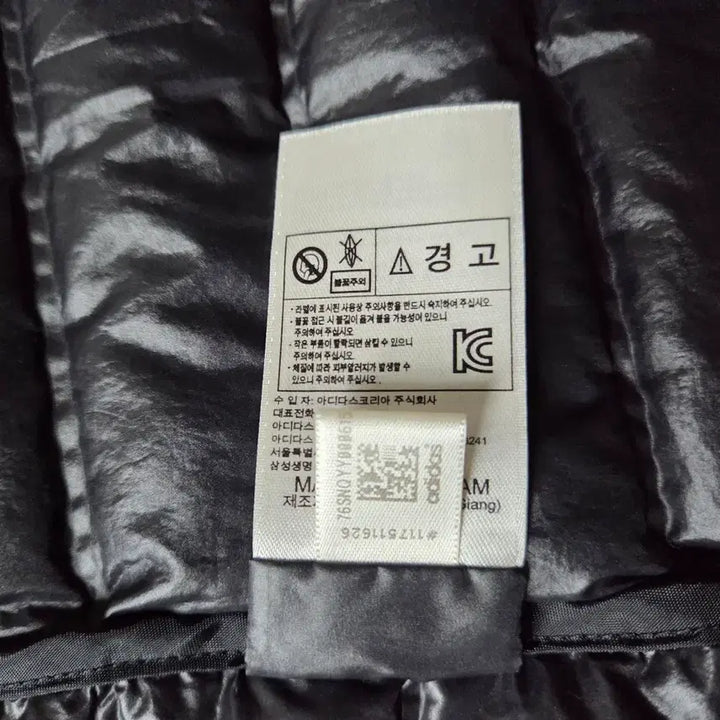 경고
불꽃주의
· 라벨에 표시된 사용상 주의사항을 반드시 숙지하여 주십시오.
· 불꽃 접근 시 불길이 옮겨 붙을 가능성이 있으니
주의하여 주십시오
· 작은 부품이 탈락되면 삼킬 수 있으니
주의하여 주십시오
· 체질에 따라 피부알러지가 발생할 수
있으니 주의하여 주십시오.
KC
수 입 자: 아디다스코리아 주식회사
대표전화
아디다스
아디다스 3241
서울특별
삼성생명
MA AM
제조 Giang)
adidas
#117511626